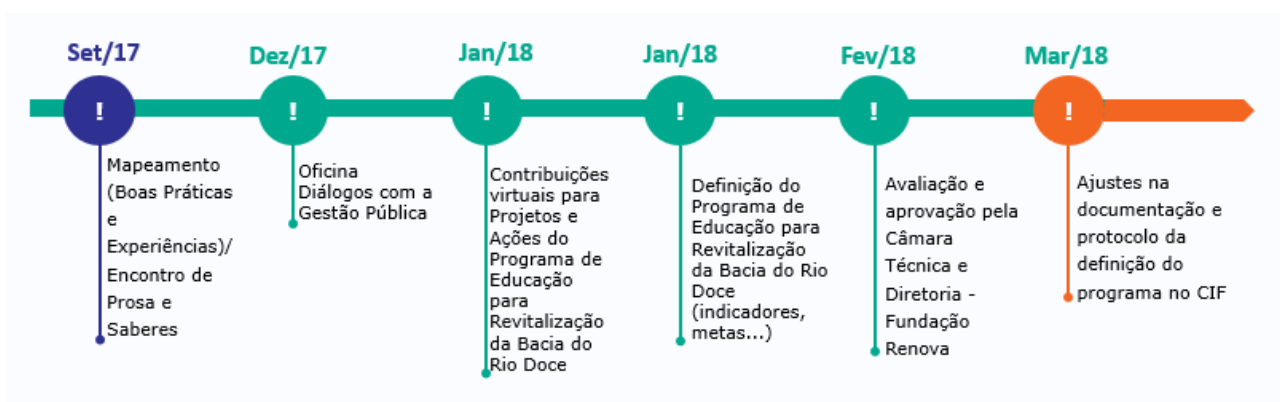 Set/17
Dez/17
Jan/18
Jan/18
Fev/18
Mar/18
!
!
!
!
!
!
Mapeamento
(Boas Práticas
e
Experiências)/
Encontro de
Prosa e
Saberes
Oficina
Diálogos com a
Gestão Pública
Contribuições
virtuais para
Projetos e
Ações do
Programa de
Educação
para
Revitalização
da Bacia do
Rio Doce
Definição do
Programa de
Educação para
Revitalização
da Bacia do Rio
Doce
(indicadores,
metas...)
Avaliação e
aprovação pela
Câmara
Técnica e
Diretoria -
Fundação
Renova
Ajustes na
documentação e
protocolo da
definição do
programa no CIF